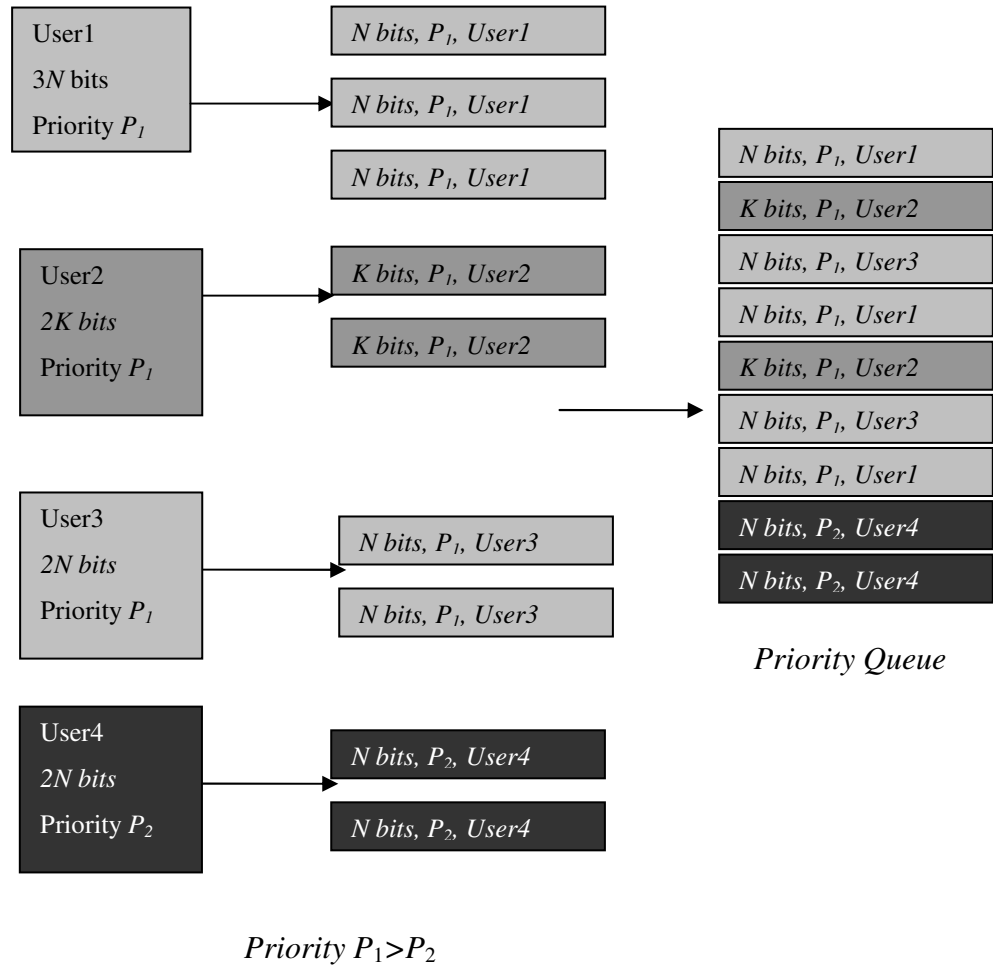 User1
3N bits
Priority P₁
N bits, P₁, User1
N bits, P₁, User1
N bits, P₁, User1
User2
2K bits
Priority P₁
K bits, P₁, User2
K bits, P₁, User2
User3
2N bits
Priority P₁
N bits, P₁, User3
N bits, P₁, User3
User4
2N bits
Priority P₂
N bits, P₂, User4
N bits, P₂, User4
N bits, P₁, User1
K bits, P₁, User2
N bits, P₁, User3
N bits, P₁, User1
K bits, P₁, User2
N bits, P₁, User3
N bits, P₁, User1
N bits, P₂, User4
N bits, P₂, User4
Priority Queue
Priority P₁>P₂